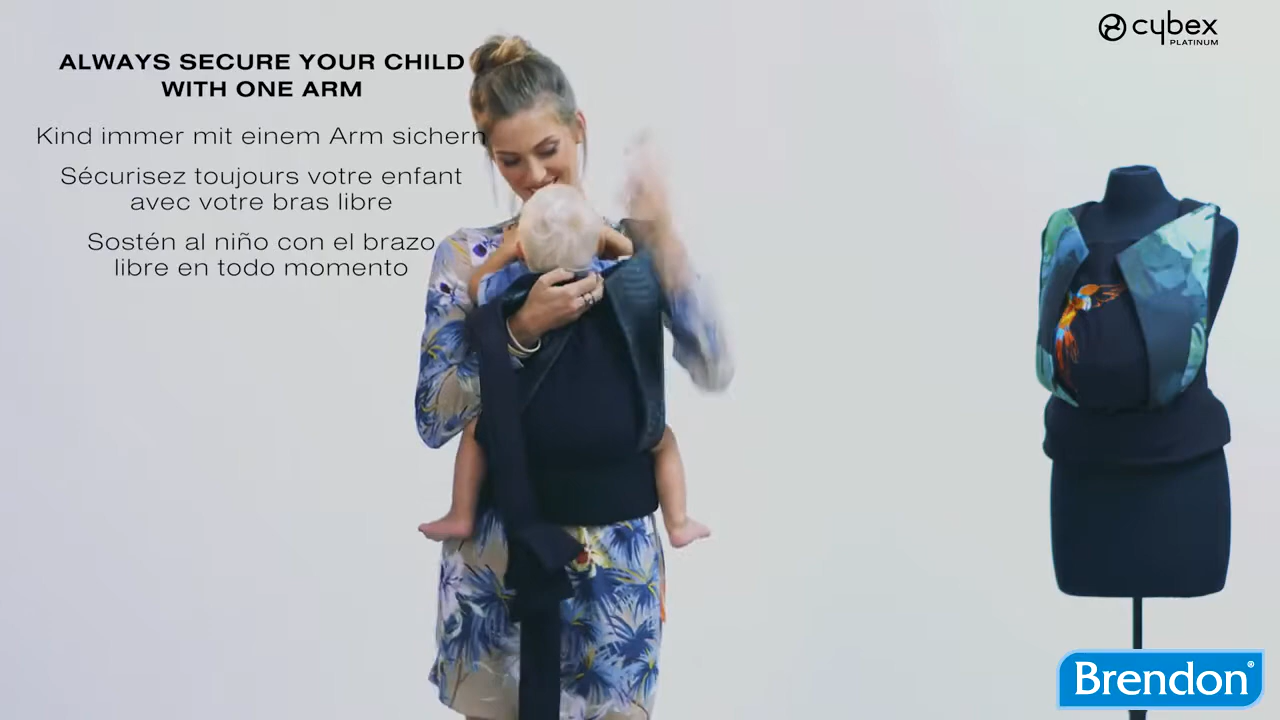 cybex
PLATINUM
ALWAYS SECURE YOUR CHILD
WITH ONE ARM
Kind immer mit einem Arm sichern
Sécurisez toujours votre enfant
avec votre bras libre
Sostén al niño con el brazo
libre en todo momento
Brendon®